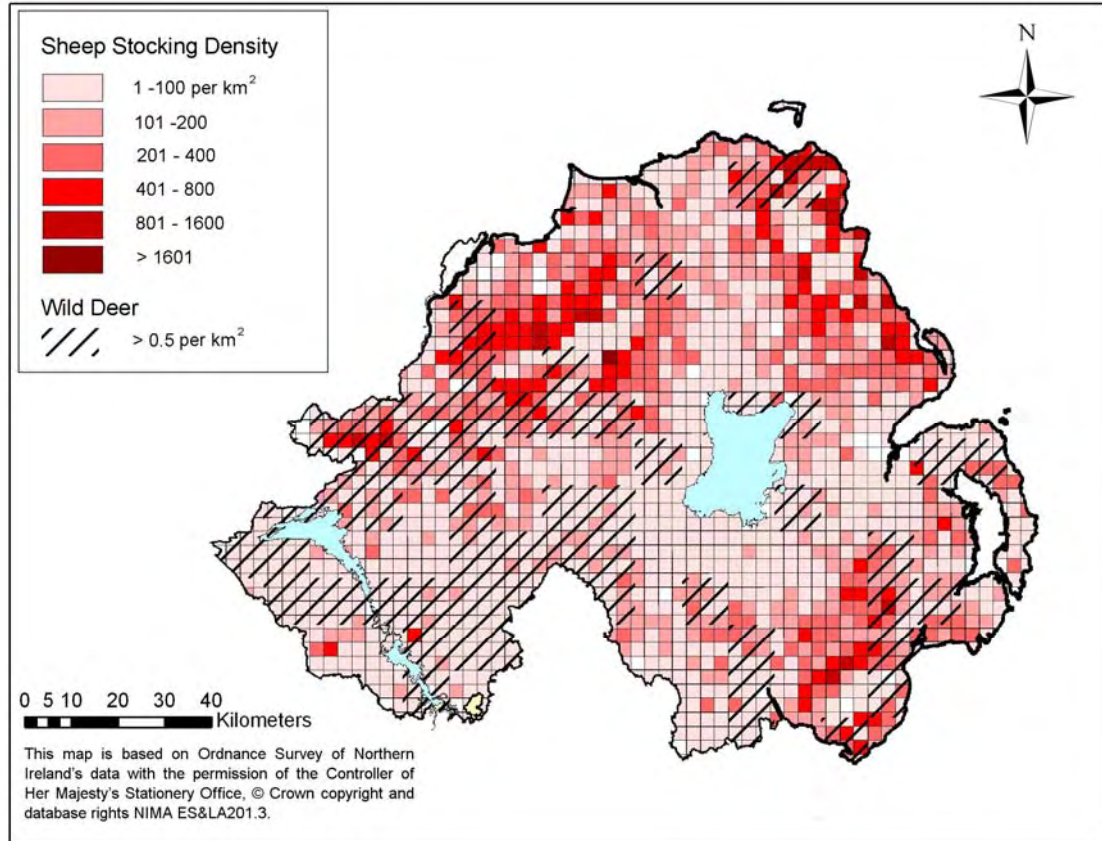 Sheep Stocking Density
1 -100 per km²
101 -200
201 - 400
401 - 800
801 - 1600
> 1601
Wild Deer
> 0.5 per km²
N
0 5 10 20 30 40
Kilometers
This map is based on Ordnance Survey of Northern
Ireland's data with the permission of the Controller of
Her Majesty's Stationery Office, © Crown copyright and
database rights NIMA ES&LA201.3.